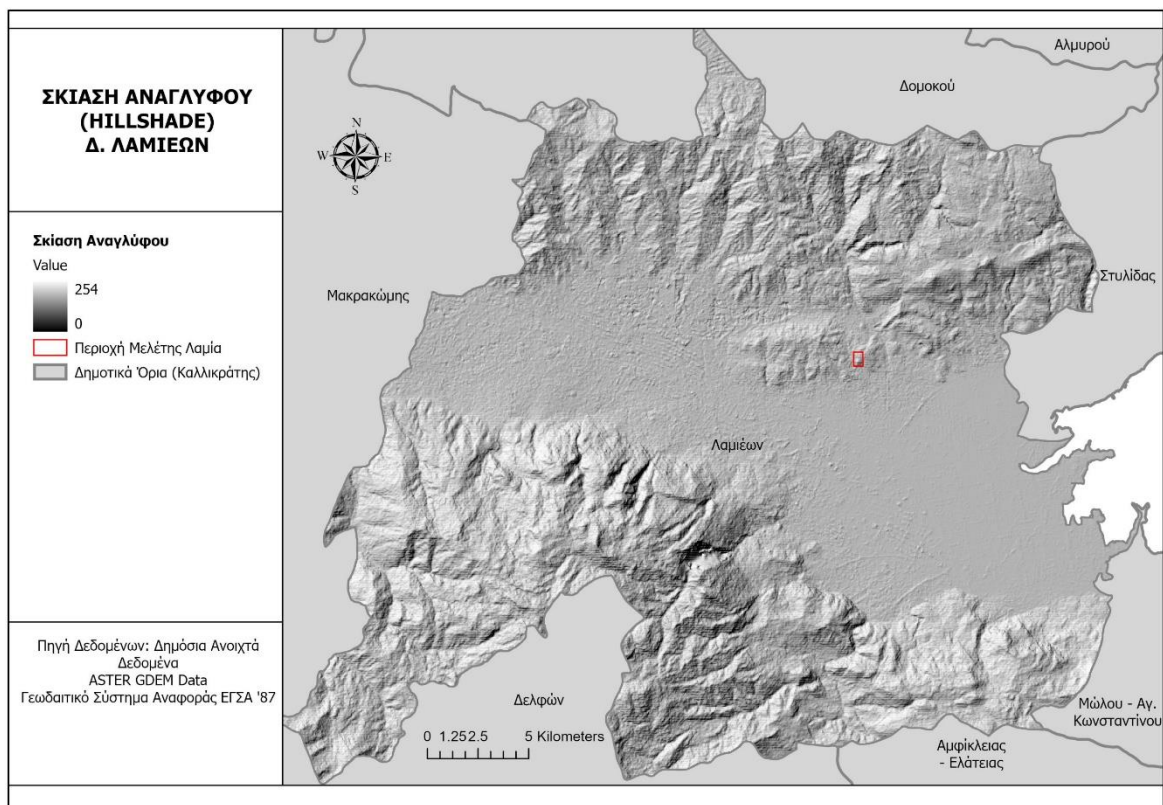 ΣΚΙΑΣΗ ΑΝΑΓΛΥΦΟΥ
(HILLSHADE)
Δ. ΛΑΜΙΕΩΝ
Σκίαση Αναγλύφου
Value
254
0
Περιοχή Μελέτης Λαμία
Δημοτικά Όρια (Καλλικράτης)
Πηγή Δεδομένων: Δημόσια Ανοιχτά
Δεδομένα
ASTER GDEM Data
Γεωδαιτικό Σύστημα Αναφοράς ΕΓΣΑ '87
N
W
E
S
Αλμυρού
Δομοκού
Στυλίδας
Μακρακώμης
Λαμιέων
Δελφών
Μώλου - Αγ.
Κωνσταντίνου
Αμφίκλειας
- Ελάτειας
0 1.252.5 5 Kilometers